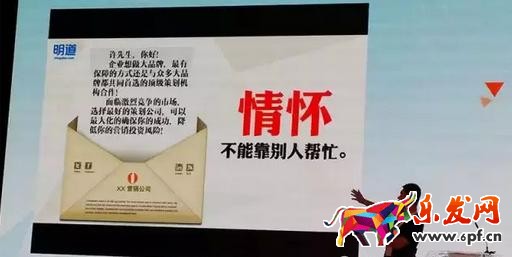 明道
mingdao.com
许先生，你好！
企业想做大品牌，最有
保障的方式还是与众多大品
牌都共同首选的顶级策划机
构合作！
面临激烈竞争的市场，
选择最好的策划公司，可以
最大化的确保你的成功，降
低你的营销投资风险！
XX 营销公司
情怀
不能靠别人帮忙。
乐发网
www.6pf.cn